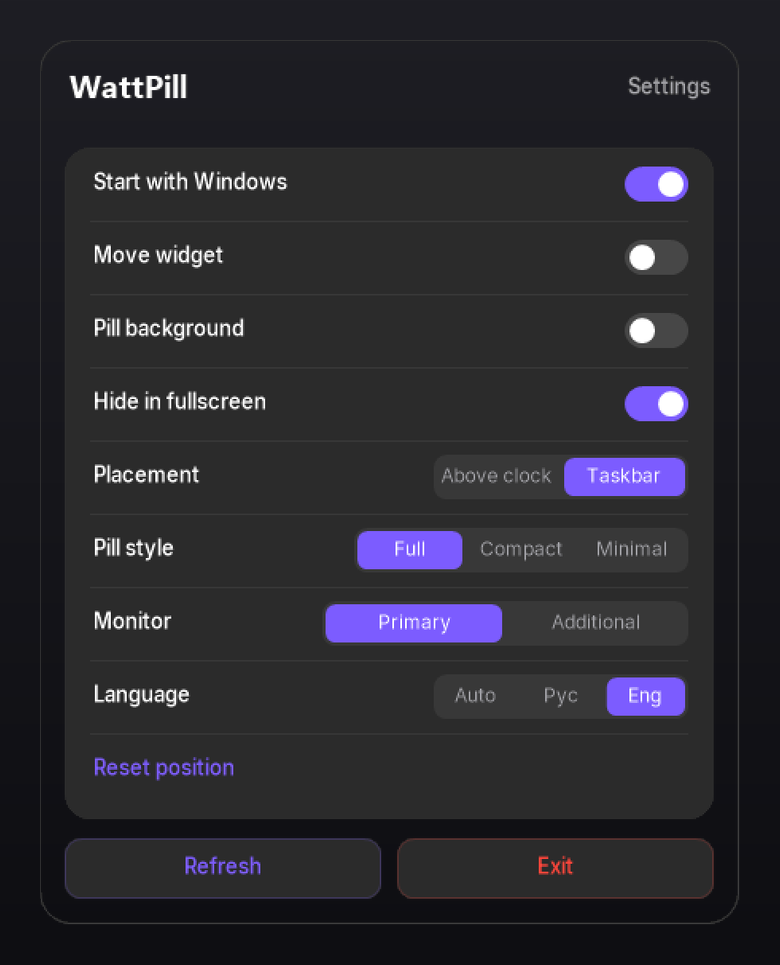 WattPill Settings
Start with Windows
Move widget
Pill background
Hide in fullscreen
Placement Above clock Taskbar
Pill style Full Compact Minimal
Monitor Primary Additional
Language Auto Рус Eng
Reset position
Refresh Exit